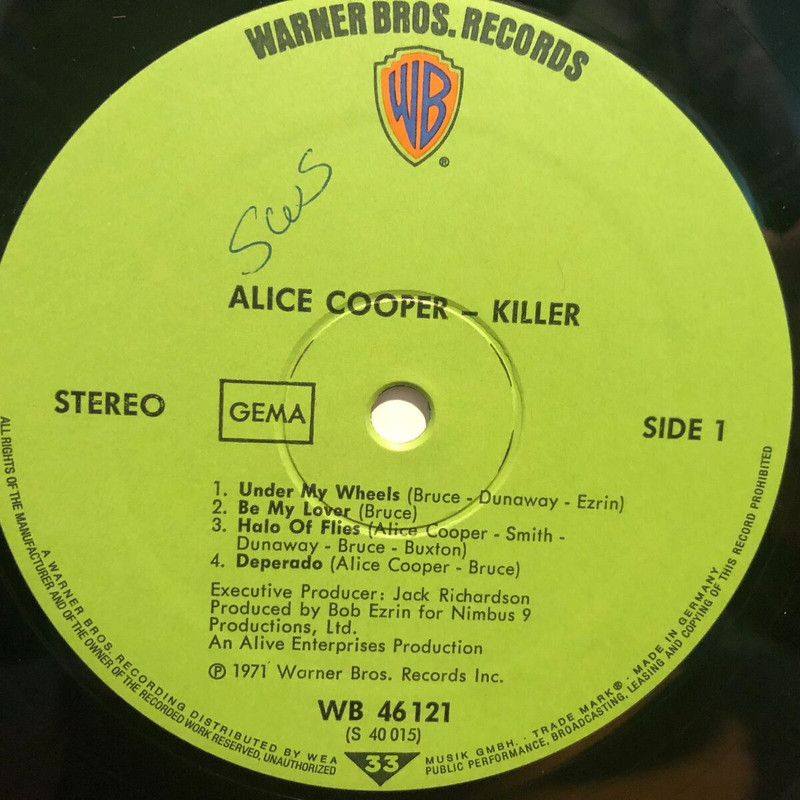 WARNER BROS. RECORDS
WB
®
ALICE COOPER – KILLER
STEREO
GEMA
SIDE 1
1. Under My Wheels (Bruce - Dunaway - Ezrin)
2. Be My Lover (Bruce)
3. Halo Of Flies (Alice Cooper - Smith -
Dunaway - Bruce - Buxton)
4. Deperado (Alice Cooper - Bruce)
Executive Producer: Jack Richardson
Produced by Bob Ezrin for Nimbus 9
Productions, Ltd.
An Alive Enterprises Production
℗ 1971 Warner Bros. Records Inc.
WB 46 121
(S 40 015)
33
A WARNER BROS. RECORDING DISTRIBUTED BY WEA MUSIK GMBH. · TRADE MARK® · MADE IN GERMANY
ALL RIGHTS OF THE MANUFACTURER AND OF THE OWNER OF THE RECORDED WORK RESERVED, UNAUTHORIZED PUBLIC PERFORMANCE, BROADCASTING, LEASING AND COPYING OF THIS RECORD PROHIBITED